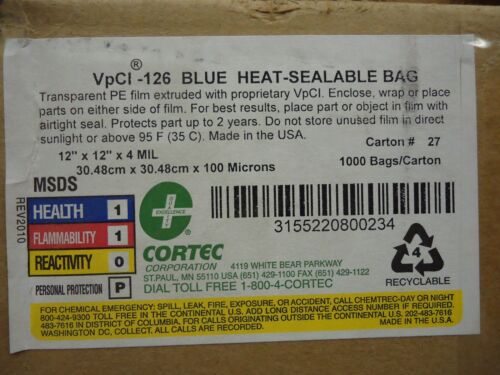 VpCI®-126 BLUE HEAT-SEALABLE BAG
Transparent PE film extruded with proprietary VpCI. Enclose, wrap or place
parts on either side of film. For best results, place part or object in film with
airtight seal. Protects part up to 2 years. Do not store unused film in direct
sunlight or above 95 F (35 C). Made in the USA.
Carton # 27
12" x 12" x 4 MIL
1000 Bags/Carton
30.48cm x 30.48cm x 100 Microns
MSDS
REV2010
HEALTH 1
FLAMMABILITY 1
REACTIVITY 0
PERSONAL PROTECTION P
EXCELLENCE
CORTEC
CORPORATION
4119 WHITE BEAR PARKWAY
ST.PAUL, MN 55110 USA (651) 429-1100 FAX (651) 429-1122
DIAL TOLL FREE 1-800-4-CORTEC
3155220800234
4
RECYCLABLE
FOR CHEMICAL EMERGENCY: SPILL, LEAK, FIRE, EXPOSURE, OR ACCIDENT, CALL CHEMTREC-DAY OR NIGHT
800-424-9300 TOLL FREE IN THE CONTINENTAL U.S. ADD LONG DISTANCE ACCESS NUMBER IF REQUIRED.
483-7616 IN DISTRICT OF COLUMBIA. FOR CALLS ORIGINATING OUTSIDE THE CONTINENTAL U.S. 202-483-7616
WASHINGTON DC, COLLECT. ALL CALLS ARE RECORDED.